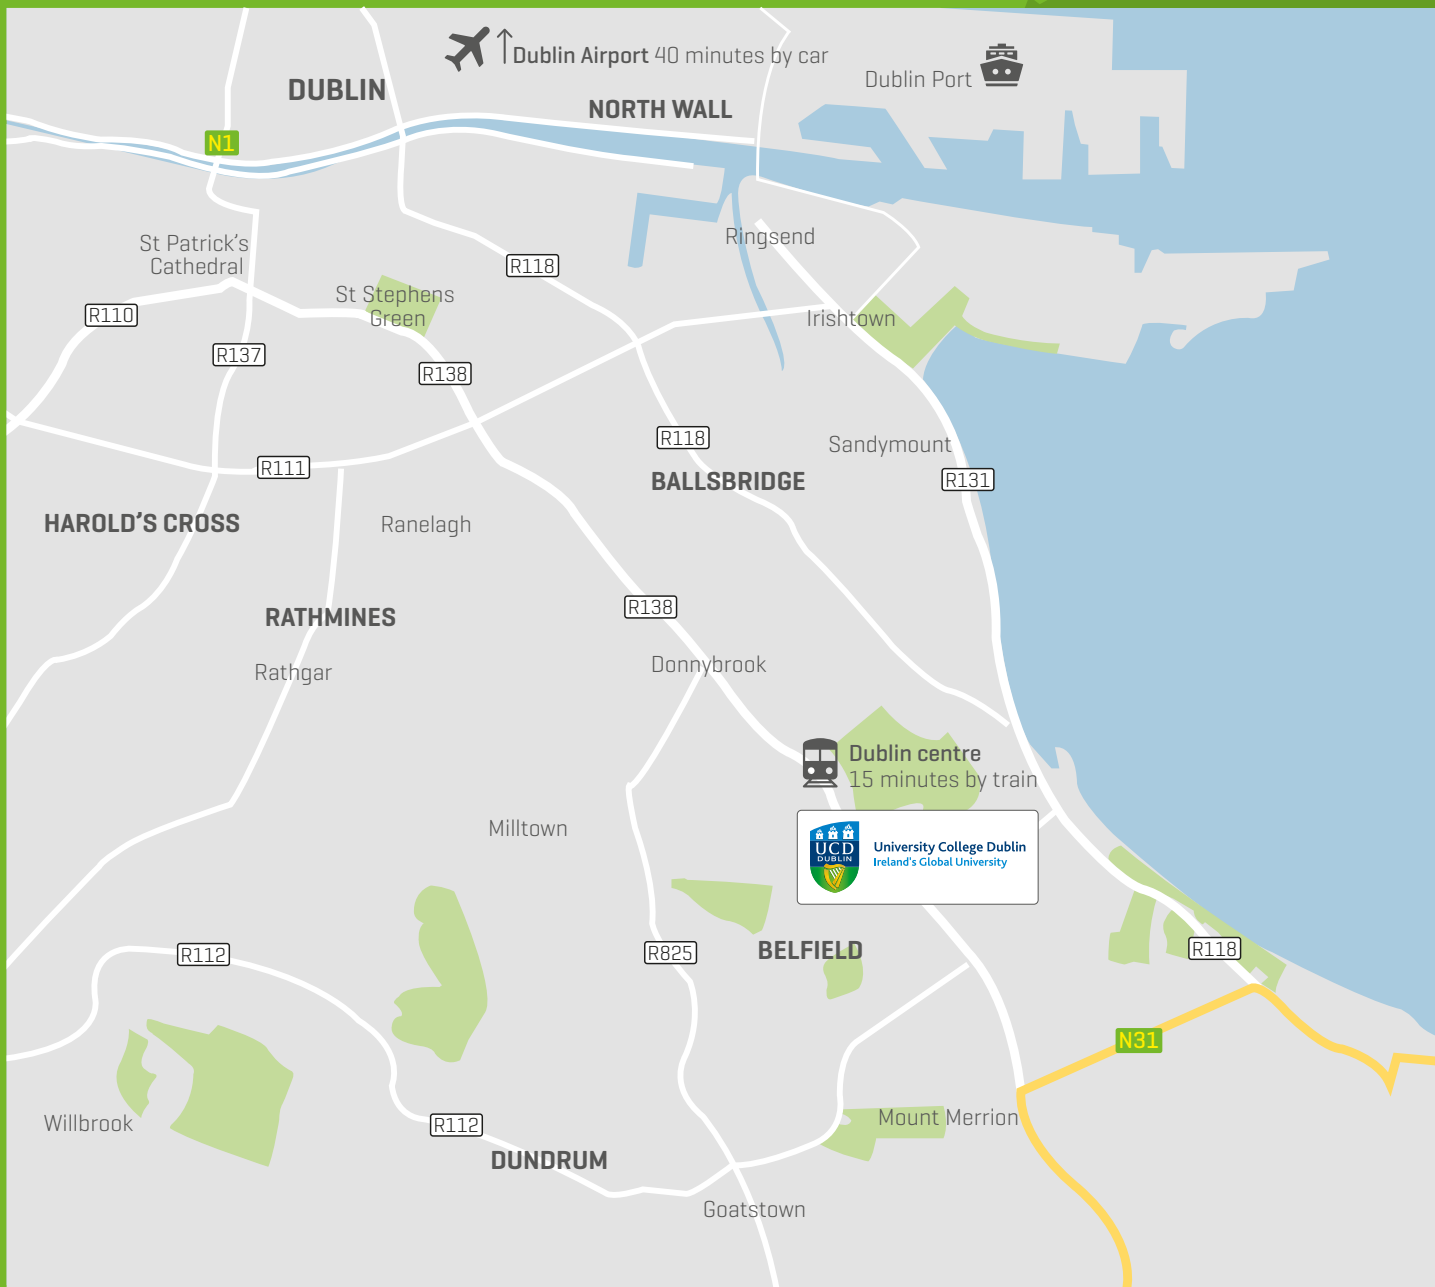 Dublin Airport 40 minutes by car
Dublin Port
DUBLIN
NORTH WALL
N1
Ringsend
St Patrick's
Cathedral
R118
St Stephens
Green
R110
Irishtown
R137
R138
R118
Sandymount
R111
BALLSBRIDGE
R131
HAROLD'S CROSS
Ranelagh
R138
RATHMINES
Donnybrook
Rathgar
Dublin centre
15 minutes by train
Milltown
UCD
DUBLIN
University College Dublin
Ireland's Global University
R112
R825
BELFIELD
R118
N31
Willbrook
R112
Mount Merrion
DUNDRUM
Goatstown